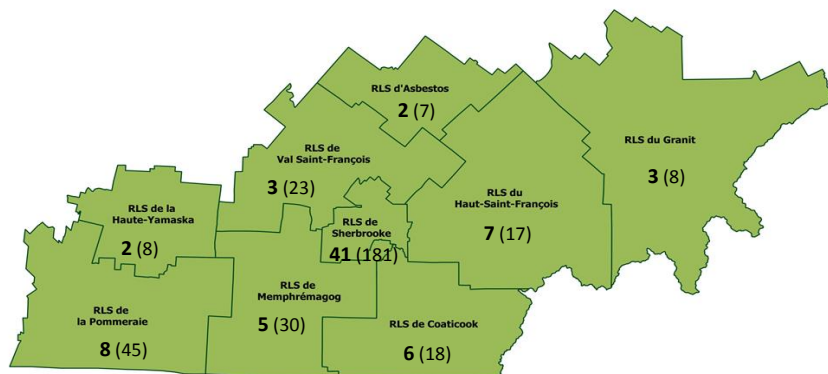 RLS d'Asbestos
2 (7)
RLS du Granit
3 (8)
RLS de
Val Saint-François
3 (23)
RLS du
Haut-Saint-François
7 (17)
RLS de la
Haute-Yamaska
2 (8)
RLS de
Sherbrooke
41 (181)
RLS de
la Pommeraie
8 (45)
RLS de
Memphrémagog
5 (30)
RLS de Coaticook
6 (18)